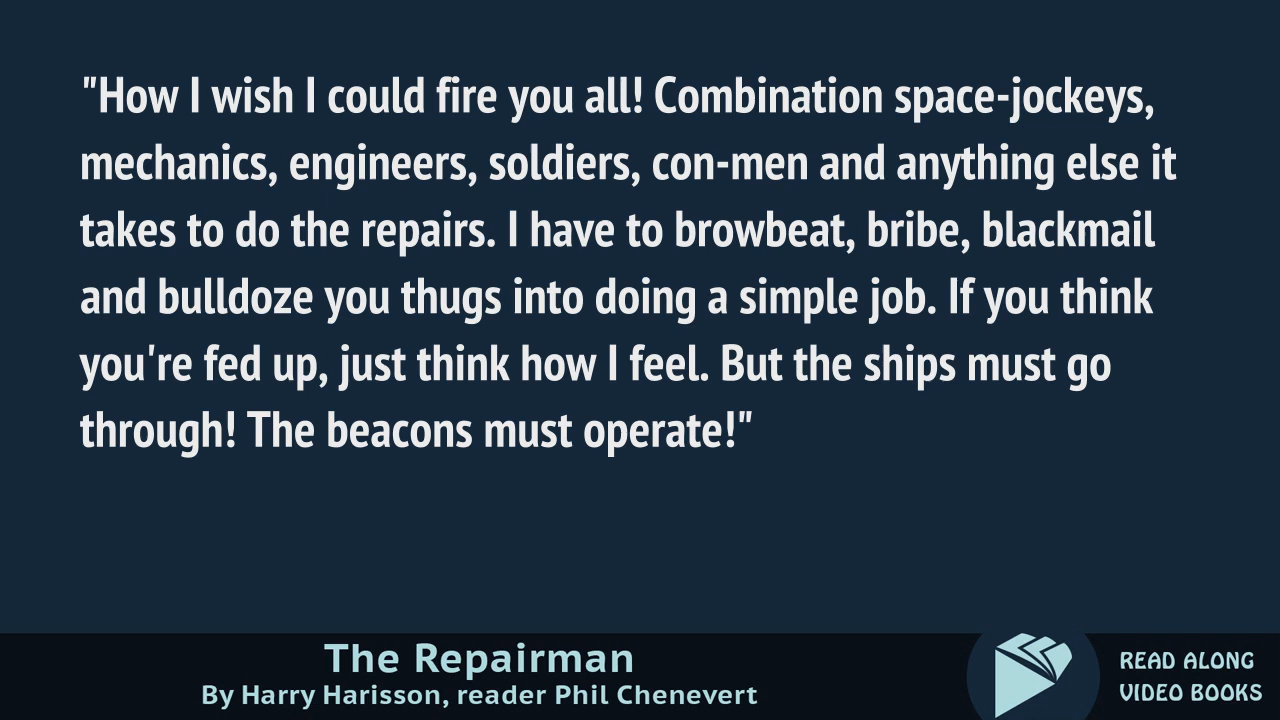 "How I wish I could fire you all! Combination space-jockeys,
mechanics, engineers, soldiers, con-men and anything else it
takes to do the repairs. I have to browbeat, bribe, blackmail
and bulldoze you thugs into doing a simple job. If you think
you're fed up, just think how I feel. But the ships must go
through! The beacons must operate!"
The Repairman
By Harry Harisson, reader Phil Chenevert
READ ALONG
VIDEO BOOKS